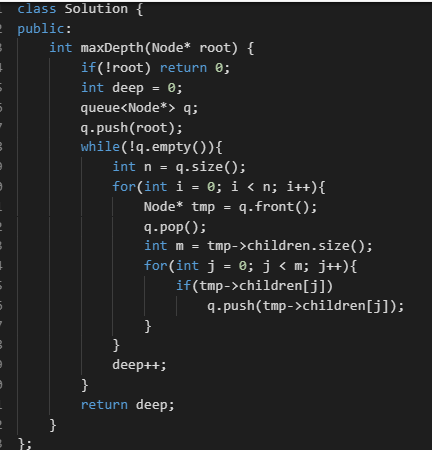 class Solution {
public:
    int maxDepth(Node* root) {
        if(!root) return 0;
        int deep = 0;
        queue<Node*> q;
        q.push(root);
        while(!q.empty()){
            int n = q.size();
            for(int i = 0; i < n; i++){
                Node* tmp = q.front();
                q.pop();
                int m = tmp->children.size();
                for(int j = 0; j < m; j++){
                    if(tmp->children[j])
                        q.push(tmp->children[j]);
                }
            }
            deep++;
        }
        return deep;
    }
};